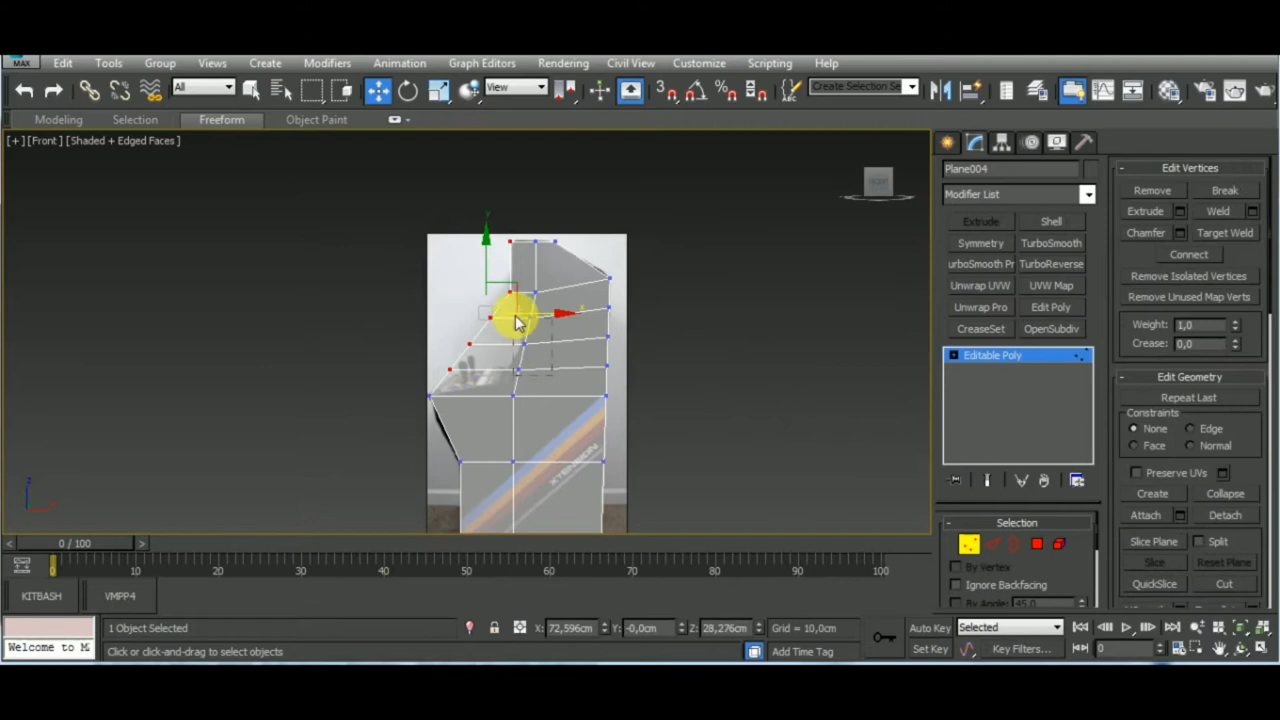 MAX Edit Tools Group Views Create Modifiers Animation Graph Editors Rendering Civil View Customize Scripting Help
All View 3 Create Selection Se
Modeling Selection Freeform Object Paint
[+] [Front] [Shaded + Edged Faces]
Plane004
Modifier List
Extrude Shell
Symmetry TurboSmooth
urboSmooth Pr TurboReverse
Unwrap UVW UVW Map
Unwrap Pro Edit Poly
CreaseSet OpenSubdiv
Editable Poly
- Selection
By Vertex
Ignore Backfacing
By Angle: 45,0
- Edit Vertices
Remove Break
Extrude Weld
Chamfer Target Weld
Connect
Remove Isolated Vertices
Remove Unused Map Verts
Weight: 1,0
Crease: 0,0
- Edit Geometry
Repeat Last
Constraints
None Edge
Face Normal
Preserve UVs
Create Collapse
Attach Detach
Slice Plane Split
Slice Reset Plane
QuickSlice Cut
y
x
XTENSION
z
x
< 0 / 100 >
0 10 20 30 40 50 60 70 80 90 100
KITBASH VMPP4
1 Object Selected X: 72,596cm Y: -0,0cm Z: 28,276cm Grid = 10,0cm Auto Key Selected
Welcome to M Click or click-and-drag to select objects Add Time Tag Set Key Key Filters... 0